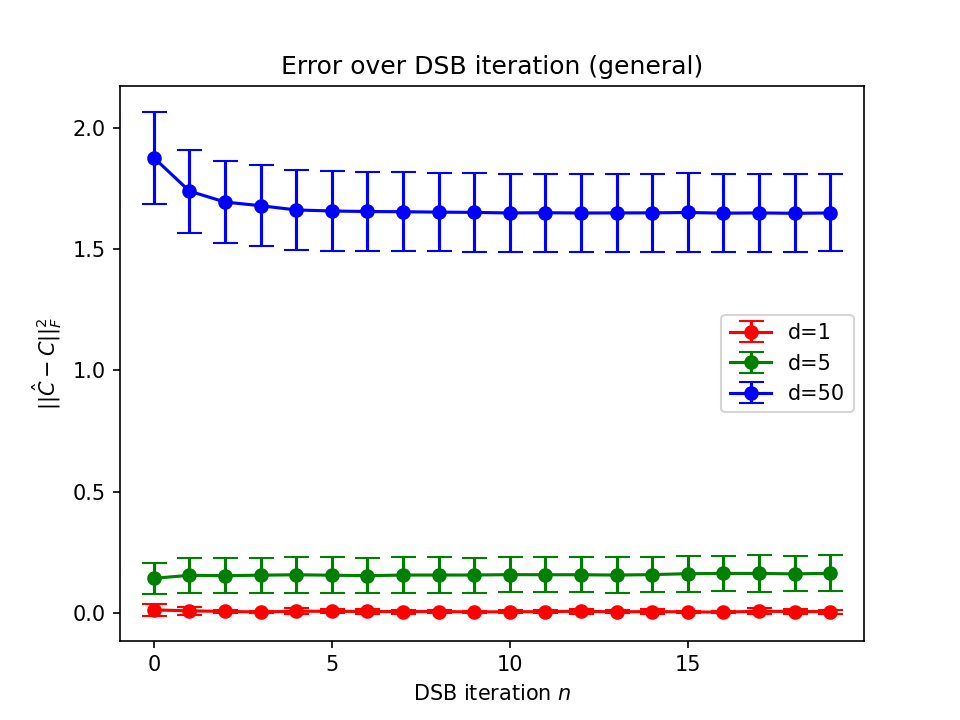 Error over DSB iteration (general)
2.0
1.5
1.0
0.5
0.0
||Ĉ − C||²_F
d=1
d=5
d=50
0 5 10 15
DSB iteration n